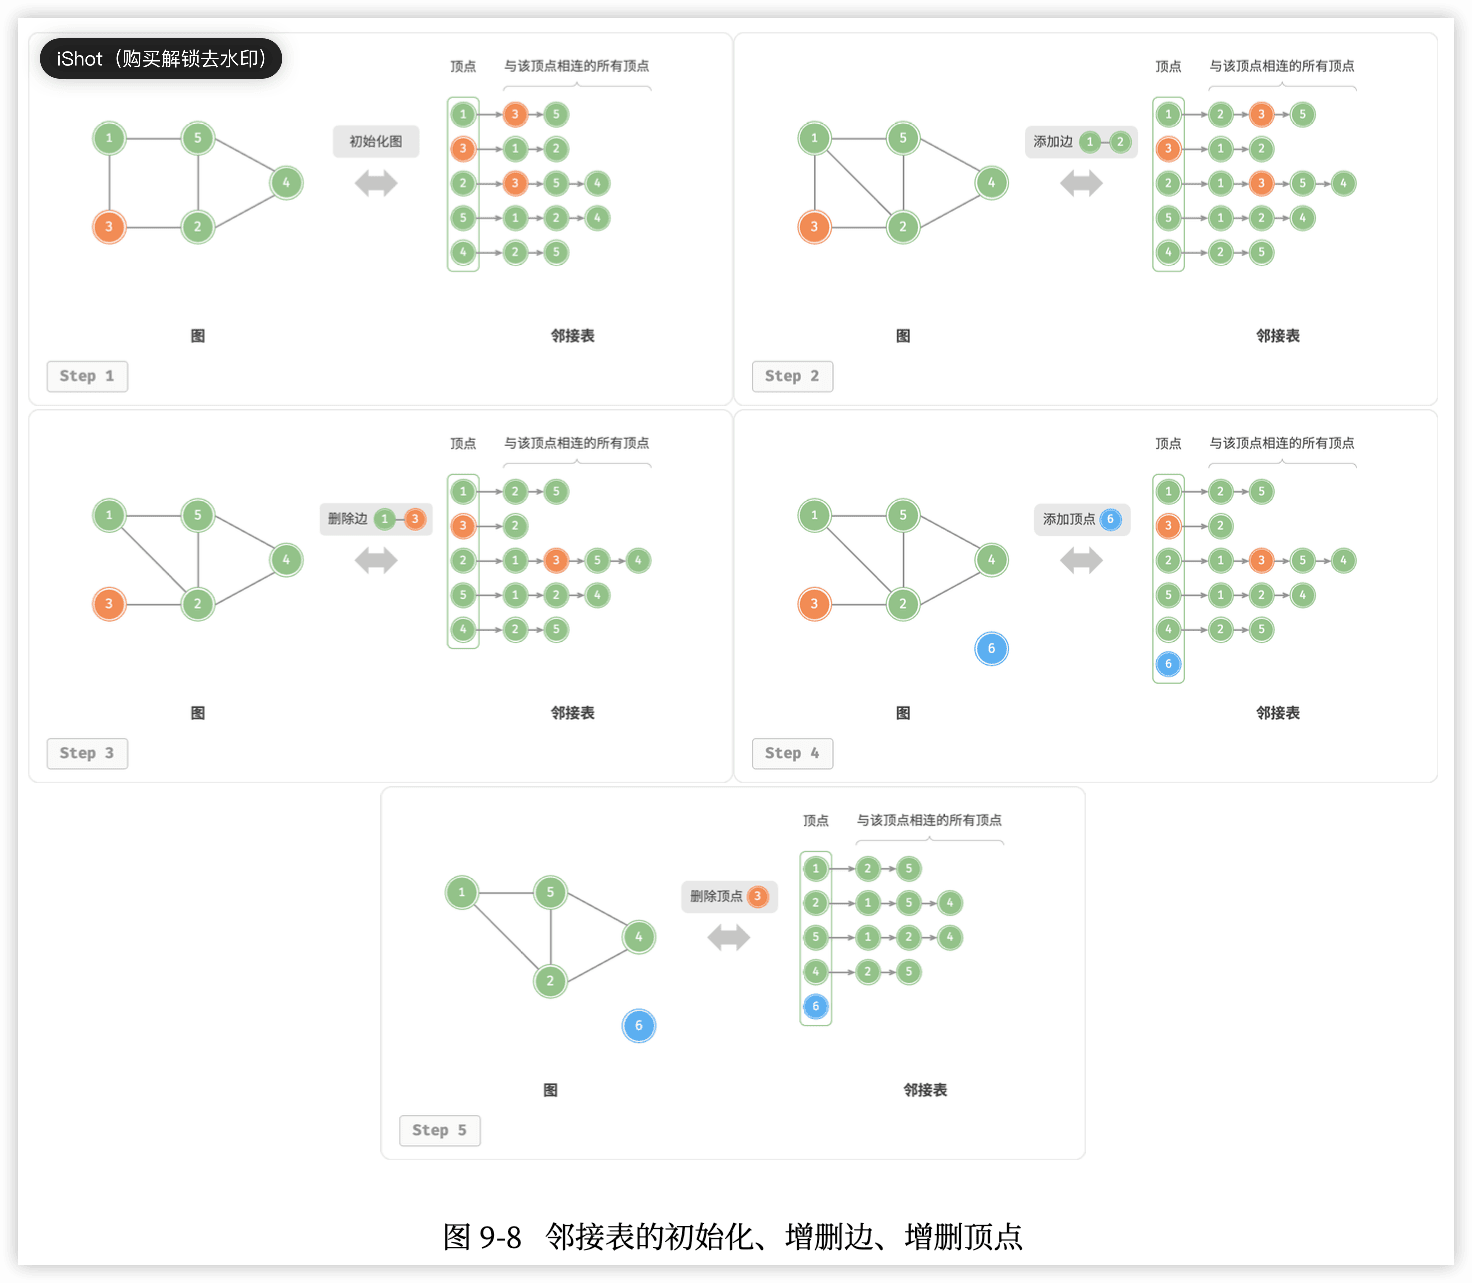 iShot（购买解锁去水印）
顶点 与该顶点相连的所有顶点
1 5 4 3 2
初始化图
1 3 5
3 1 2
2 3 5 4
5 1 2 4
4 2 5
图 邻接表
Step 1
顶点 与该顶点相连的所有顶点
1 5 4 3 2
添加边 1 2
1 2 3 5
3 1 2
2 1 3 5 4
5 1 2 4
4 2 5
图 邻接表
Step 2
顶点 与该顶点相连的所有顶点
1 5 4 3 2
删除边 1 3
1 2 5
3 2
2 1 3 5 4
5 1 2 4
4 2 5
图 邻接表
Step 3
顶点 与该顶点相连的所有顶点
1 5 4 3 2 6
添加顶点 6
1 2 5
3 2
2 1 3 5 4
5 1 2 4
4 2 5
6
图 邻接表
Step 4
顶点 与该顶点相连的所有顶点
1 5 4 2 6
删除顶点 3
1 2 5
2 1 5 4
5 1 2 4
4 2 5
6
图 邻接表
Step 5
图 9-8 邻接表的初始化、增删边、增删顶点